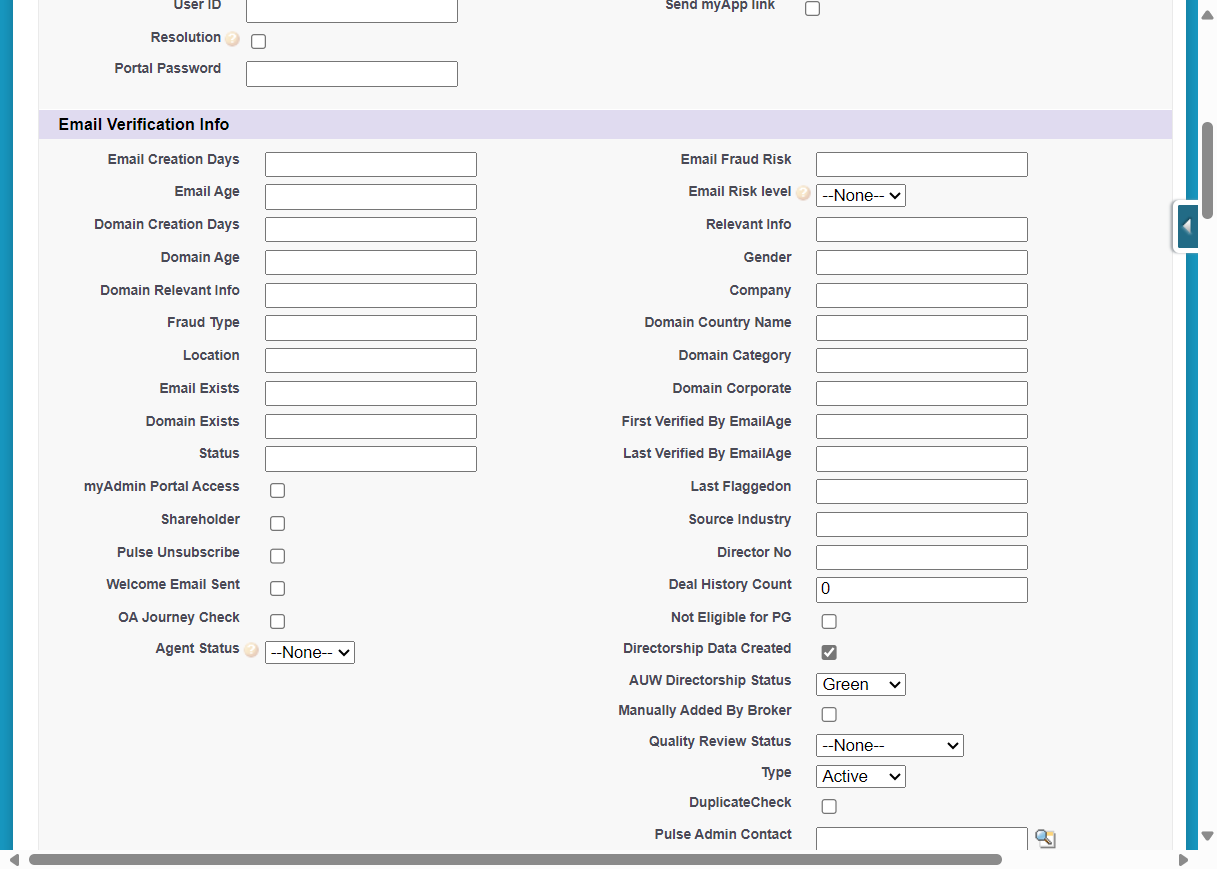 User ID
Send myApp link
Resolution
Portal Password
Email Verification Info
Email Creation Days
Email Fraud Risk
Email Age
Email Risk level --None--
Domain Creation Days
Relevant Info
Domain Age
Gender
Domain Relevant Info
Company
Fraud Type
Domain Country Name
Location
Domain Category
Email Exists
Domain Corporate
Domain Exists
First Verified By EmailAge
Status
Last Verified By EmailAge
myAdmin Portal Access
Last Flaggedon
Shareholder
Source Industry
Pulse Unsubscribe
Director No
Welcome Email Sent
Deal History Count 0
OA Journey Check
Not Eligible for PG
Agent Status --None--
Directorship Data Created
AUW Directorship Status Green
Manually Added By Broker
Quality Review Status --None--
Type Active
DuplicateCheck
Pulse Admin Contact